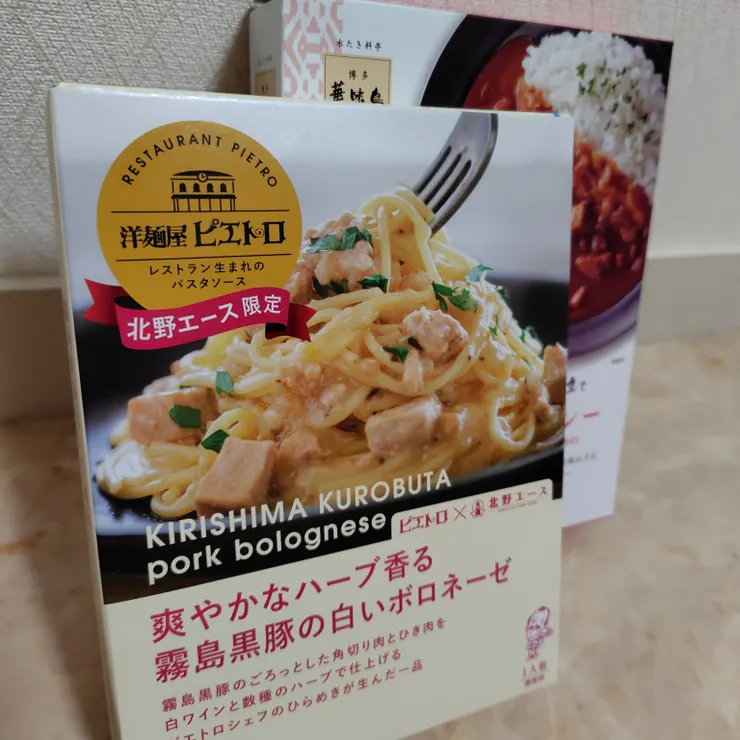 水たき料亭
博多
華味鳥
RESTAURANT PIETRO
洋麺屋 ピエトロ
レストラン生まれの
パスタソース
北野エース限定
KIRISHIMA KUROBUTA
pork bolognese
ピエトロ × 北野エース
爽やかなハーブ香る
霧島黒豚の白いボロネーゼ
霧島黒豚のごろっとした角切り肉とひき肉を
白ワインと数種のハーブで仕上げる
ピエトロシェフのひらめきが生んだ一品
1人前